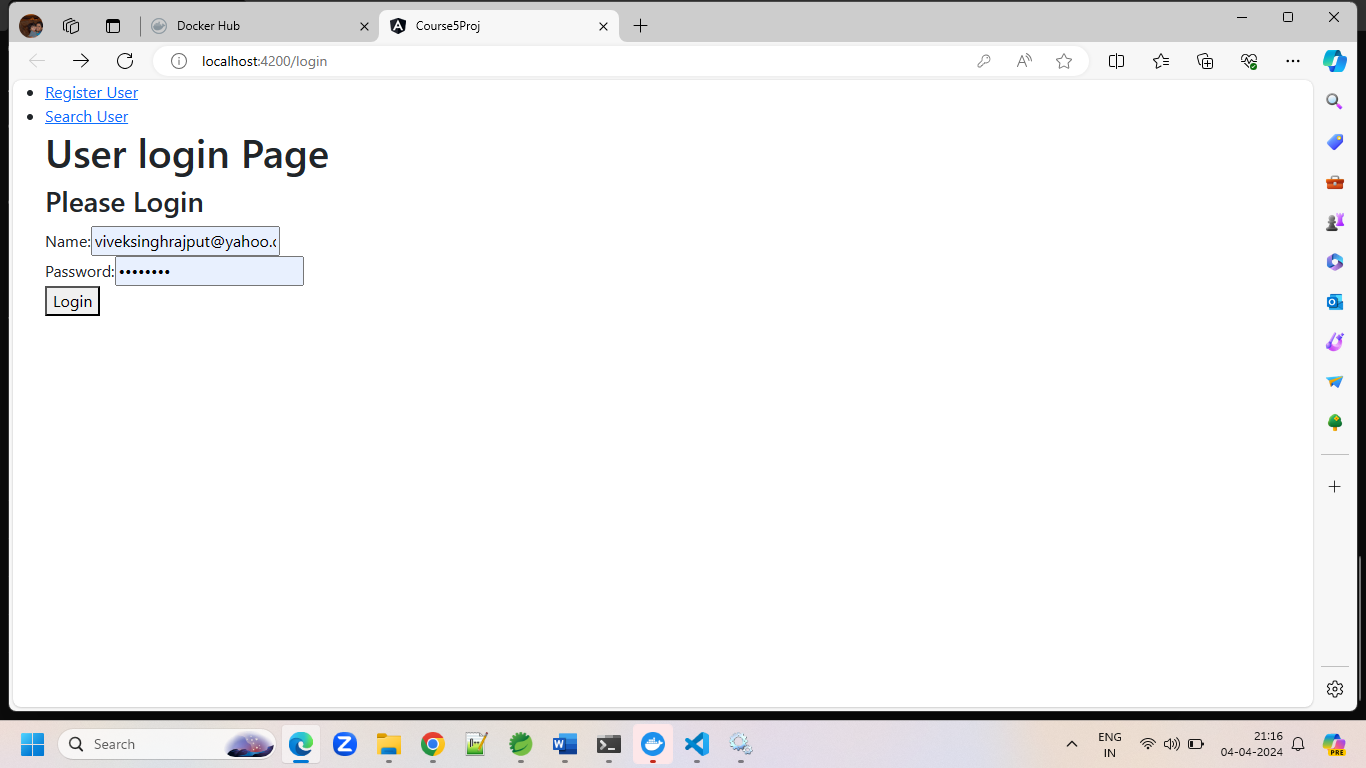 Docker Hub
Course5Proj
localhost:4200/login
Register User
Search User
User login Page
Please Login
Name:viveksinghrajput@yahoo.c
Password:••••••••
Login
Search
ENG
IN
21:16
04-04-2024
PRE